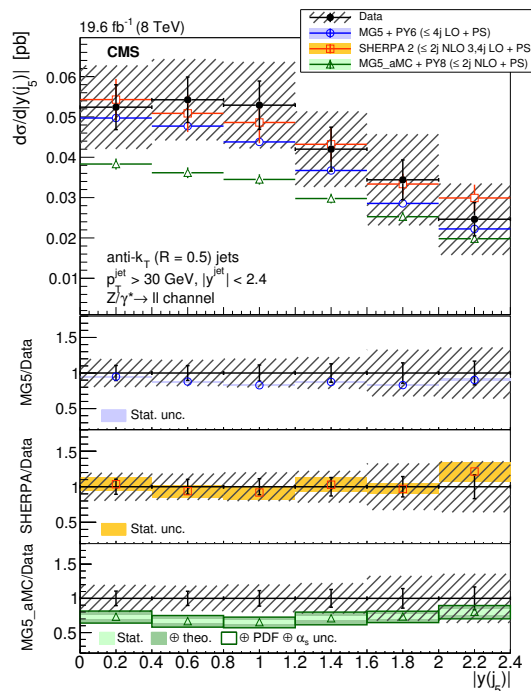 19.6 fb⁻¹ (8 TeV)
CMS
Data
MG5 + PY6 (≤ 4j LO + PS)
SHERPA 2 (≤ 2j NLO 3,4j LO + PS)
MG5_aMC + PY8 (≤ 2j NLO + PS)
dσ/d|y(j₅)| [pb]
0.06
0.05
0.04
0.03
0.02
0.01
anti-k_T (R = 0.5) jets
p_T^jet > 30 GeV, |y^jet| < 2.4
Z/γ* → ll channel
MG5/Data
1.5
1
0.5
Stat. unc.
SHERPA/Data
1.5
1
0.5
Stat. unc.
MG5_aMC/Data
1.5
1
0.5
Stat.
⊕ theo.
⊕ PDF ⊕ α_s unc.
0 0.2 0.4 0.6 0.8 1 1.2 1.4 1.6 1.8 2 2.2 2.4
|y(j₅)|